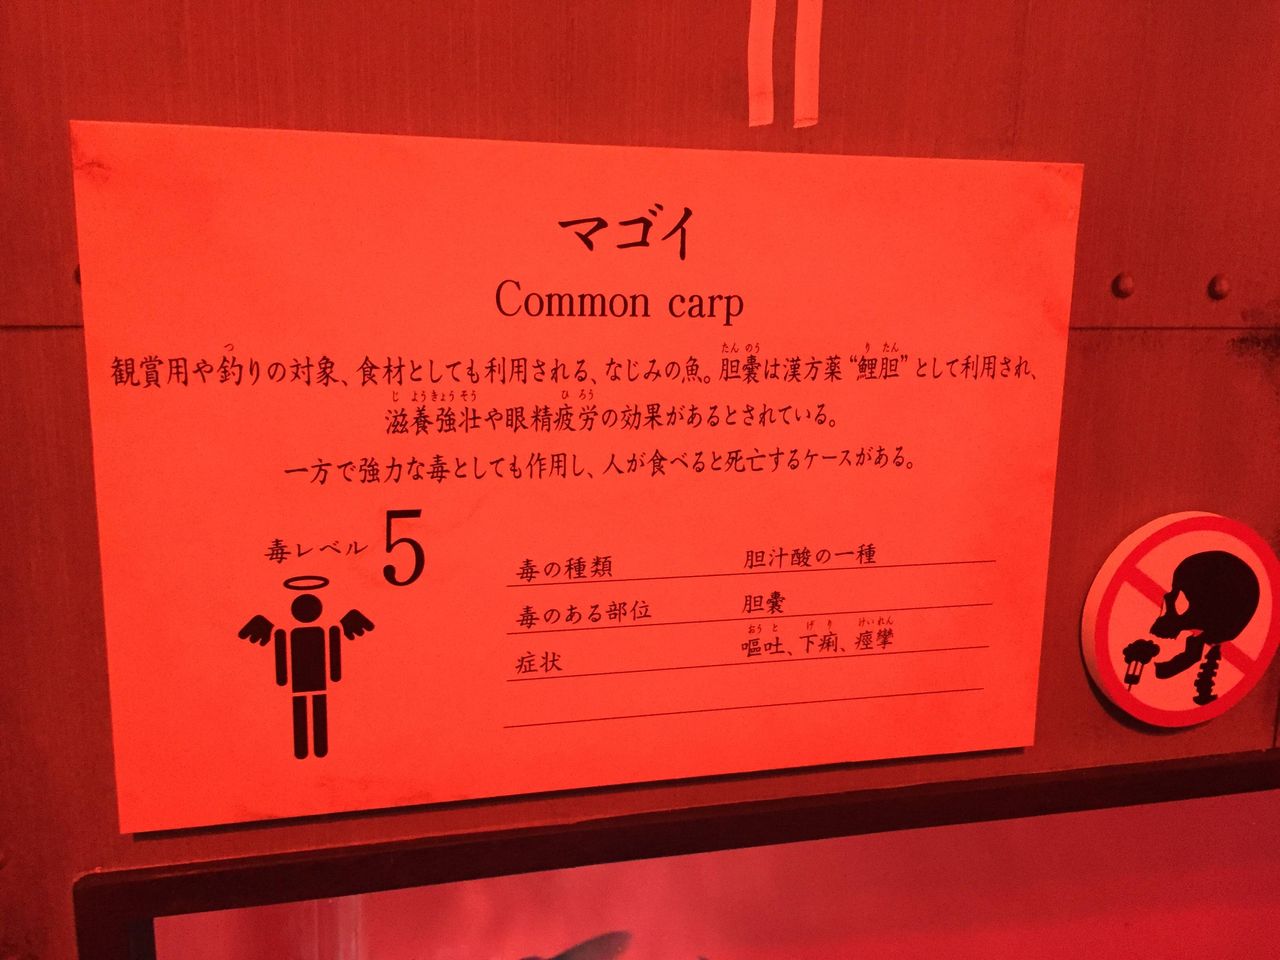 マゴイ
Common carp
観賞用や釣りの対象、食材としても利用される、なじみの魚。胆嚢は漢方薬“鯉胆”として利用され、
滋養強壮や眼精疲労の効果があるとされている。
一方で強力な毒としても作用し、人が食べると死亡するケースがある。
毒レベル 5
毒の種類 胆汁酸の一種
毒のある部位 胆嚢
症状 嘔吐、下痢、痙攣